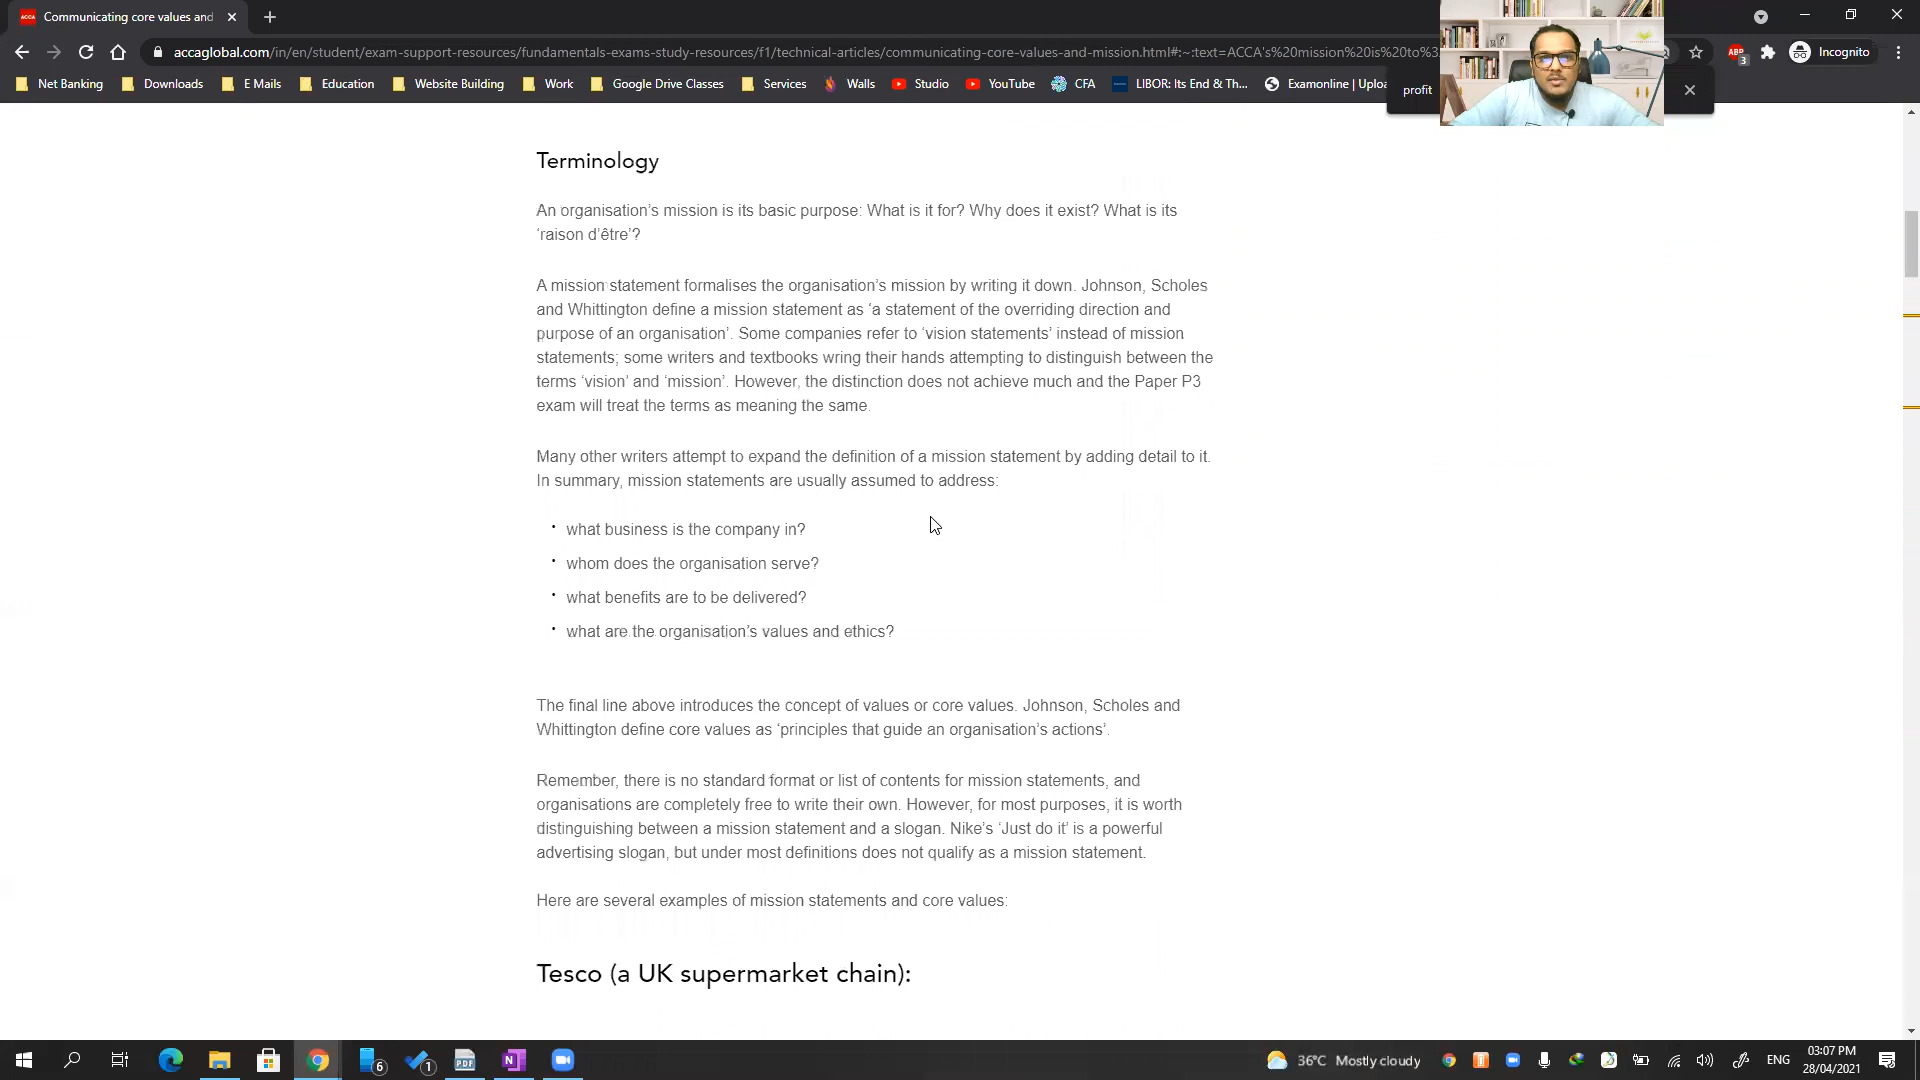 ACCA Communicating core values and
accaglobal.com/in/en/student/exam-support-resources/fundamentals-exams-study-resources/f1/technical-articles/communicating-core-values-and-mission.html#:~:text=ACCA's%20mission%20is%20to%3
ABP 3 Incognito
Net Banking Downloads E Mails Education Website Building Work Google Drive Classes Services Walls Studio YouTube CFA LIBOR: Its End & Th... Examonline | Uploa
profit
Terminology
An organisation’s mission is its basic purpose: What is it for? Why does it exist? What is its
‘raison d’être’?
A mission statement formalises the organisation’s mission by writing it down. Johnson, Scholes
and Whittington define a mission statement as ‘a statement of the overriding direction and
purpose of an organisation’. Some companies refer to ‘vision statements’ instead of mission
statements; some writers and textbooks wring their hands attempting to distinguish between the
terms ‘vision’ and ‘mission’. However, the distinction does not achieve much and the Paper P3
exam will treat the terms as meaning the same.
Many other writers attempt to expand the definition of a mission statement by adding detail to it.
In summary, mission statements are usually assumed to address:
• what business is the company in?
• whom does the organisation serve?
• what benefits are to be delivered?
• what are the organisation’s values and ethics?
The final line above introduces the concept of values or core values. Johnson, Scholes and
Whittington define core values as ‘principles that guide an organisation’s actions’.
Remember, there is no standard format or list of contents for mission statements, and
organisations are completely free to write their own. However, for most purposes, it is worth
distinguishing between a mission statement and a slogan. Nike’s ‘Just do it’ is a powerful
advertising slogan, but under most definitions does not qualify as a mission statement.
Here are several examples of mission statements and core values:
Tesco (a UK supermarket chain):
6 1 PDF N 36°C Mostly cloudy ENG 03:07 PM
28/04/2021